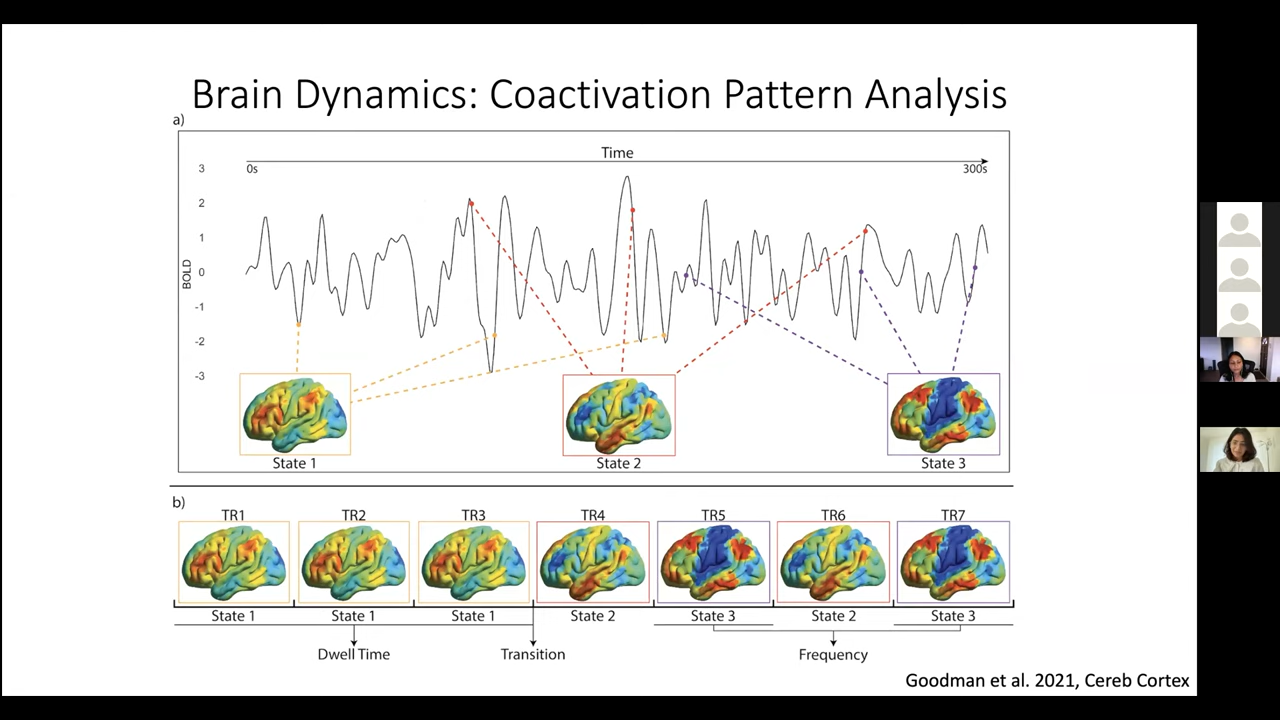 Brain Dynamics: Coactivation Pattern Analysis
a)
Time
0s
300s
3
2
1
0
-1
-2
-3
BOLD
State 1
State 2
State 3
b)
TR1 TR2 TR3 TR4 TR5 TR6 TR7
State 1 State 1 State 1 State 2 State 3 State 2 State 3
Dwell Time Transition Frequency
Goodman et al. 2021, Cereb Cortex